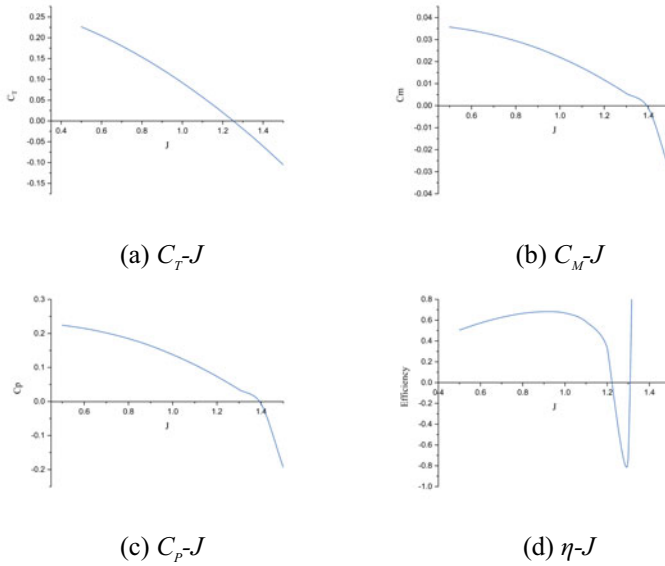 0.25
0.20
0.15
0.10
0.05
0.00
-0.05
-0.10
-0.15
0.4 0.6 0.8 1.0 1.2 1.4
C_T
J
(a) C_T-J
0.04
0.03
0.02
0.01
0.00
-0.01
-0.02
-0.03
-0.04
0.6 0.8 1.0 1.2 1.4
Cm
J
(b) C_M-J
0.3
0.2
0.1
0.0
-0.1
-0.2
0.6 0.8 1.0 1.2 1.4
Cp
J
(c) C_P-J
0.8
0.6
0.4
0.2
0.0
-0.2
-0.4
-0.6
-0.8
-1.0
0.4 0.6 0.8 1.0 1.2 1.4
Efficiency
J
(d) η-J